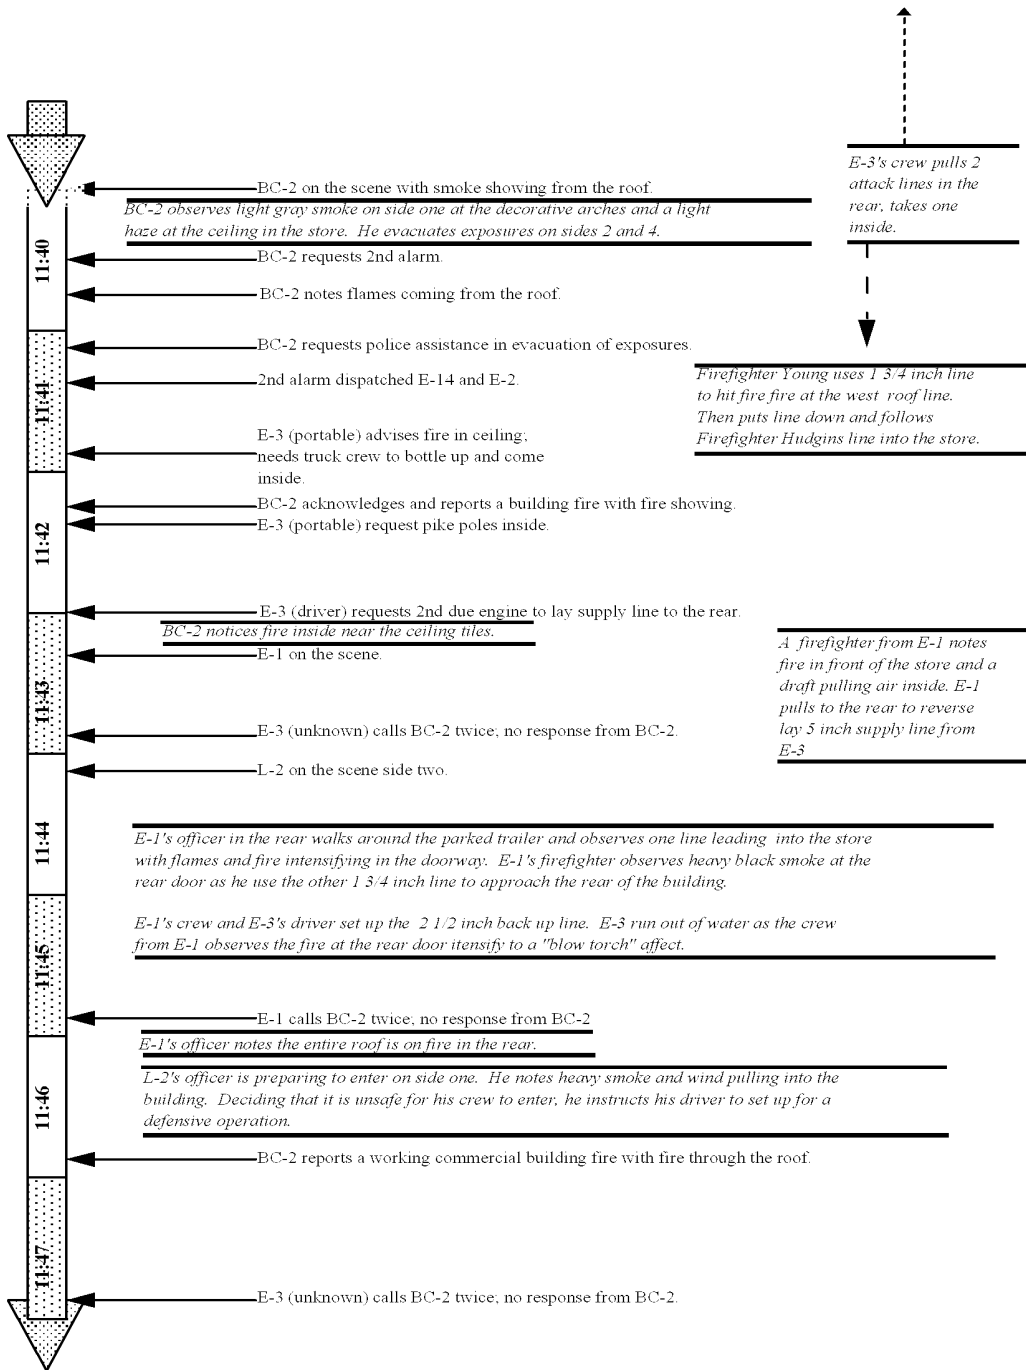 E-3's crew pulls 2
attack lines in the
rear, takes one
inside.
BC-2 on the scene with smoke showing from the roof.
BC-2 observes light gray smoke on side one at the decorative arches and a light
haze at the ceiling in the store.  He evacuates exposures on sides 2 and 4.
11:40
BC-2 requests 2nd alarm.
BC-2 notes flames coming from the roof.
BC-2 requests police assistance in evacuation of exposures.
11:41
2nd alarm dispatched E-14 and E-2.
Firefighter Young uses 1 3/4 inch line
to hit fire fire at the west roof line.
Then puts line down and follows
Firefighter Hudgins line into the store.
E-3 (portable) advises fire in ceiling;
needs truck crew to bottle up and come
inside.
BC-2 acknowledges and reports a building fire with fire showing.
11:42
E-3 (portable) request pike poles inside.
E-3 (driver) requests 2nd due engine to lay supply line to the rear.
BC-2 notices fire inside near the ceiling tiles.
E-1 on the scene.
11:43
A firefighter from E-1 notes
fire in front of the store and a
draft pulling air inside. E-1
pulls to the rear to reverse
lay 5 inch supply line from
E-3
E-3 (unknown) calls BC-2 twice; no response from BC-2.
L-2 on the scene side two.
11:44
E-1's officer in the rear walks around the parked trailer and observes one line leading  into the store
with flames and fire intensifying in the doorway.  E-1's firefighter observes heavy black smoke at the
rear door as he use the other 1 3/4 inch line to approach the rear of the building.
E-1's crew and E-3's driver set up the  2 1/2 inch back up line.  E-3 run out of water as the crew
from E-1 observes the fire at the rear door itensify to a "blow torch" affect.
11:45
E-1 calls BC-2 twice; no response from BC-2
E-1's officer notes the entire roof is on fire in the rear.
11:46
L-2's officer is preparing to enter on side one.  He notes heavy smoke and wind pulling into the
building.  Deciding that it is unsafe for his crew to enter, he instructs his driver to set up for a
defensive operation.
BC-2 reports a working commercial building fire with fire through the roof.
11:47
E-3 (unknown) calls BC-2 twice; no response from BC-2.